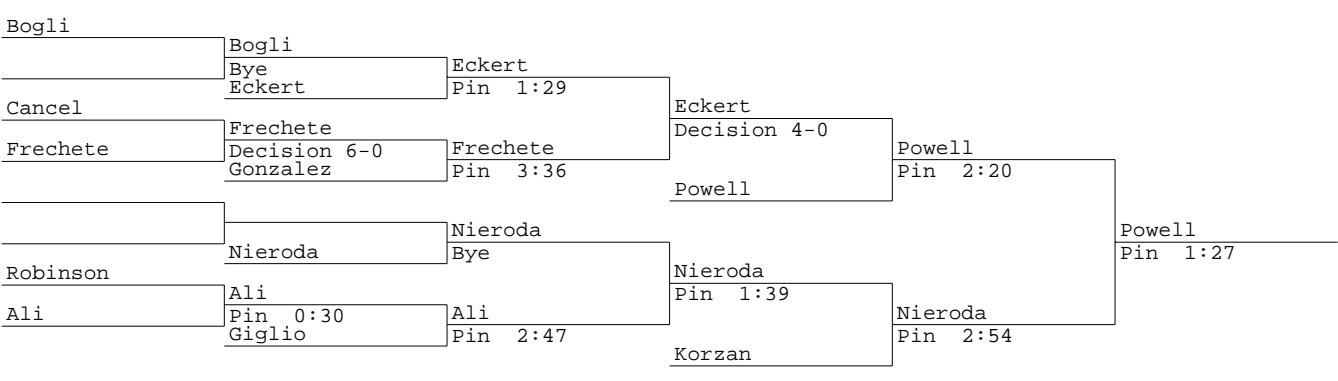 Bogli
Bogli
Bye
Eckert
Eckert
Pin 1:29
Cancel
Frechete
Frechete
Decision 6-0
Gonzalez
Frechete
Pin 3:36
Eckert
Decision 4-0
Powell
Powell
Pin 2:20
Nieroda
Nieroda
Bye
Robinson
Ali
Ali
Pin 0:30
Giglio
Ali
Pin 2:47
Nieroda
Pin 1:39
Korzan
Nieroda
Pin 2:54
Powell
Pin 1:27